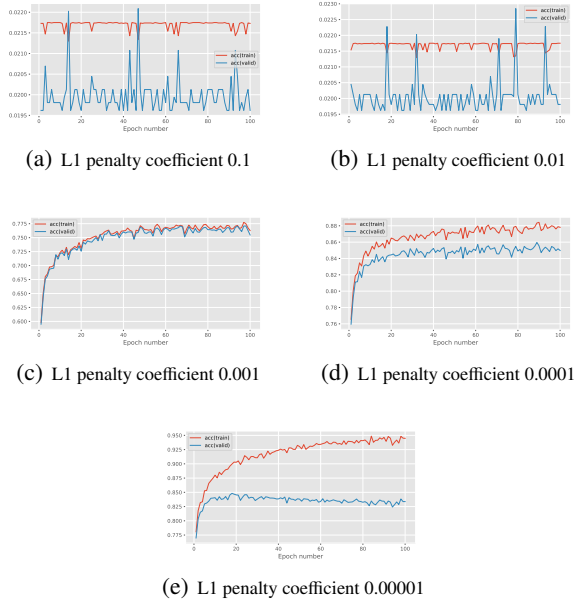 0.0220
0.0215
0.0210
0.0205
0.0200
0.0195
acc(train)
acc(valid)
0 20 40 60 80 100
Epoch number
(a) L1 penalty coefficient 0.1
0.0230
0.0225
0.0220
0.0215
0.0210
0.0205
0.0200
0.0195
acc(train)
acc(valid)
0 20 40 60 80 100
Epoch number
(b) L1 penalty coefficient 0.01
0.775
0.750
0.725
0.700
0.675
0.650
0.625
0.600
acc(train)
acc(valid)
0 20 40 60 80 100
Epoch number
(c) L1 penalty coefficient 0.001
0.88
0.86
0.84
0.82
0.80
0.78
0.76
acc(train)
acc(valid)
0 20 40 60 80 100
Epoch number
(d) L1 penalty coefficient 0.0001
0.950
0.925
0.900
0.875
0.850
0.825
0.800
0.775
acc(train)
acc(valid)
0 20 40 60 80 100
Epoch number
(e) L1 penalty coefficient 0.00001